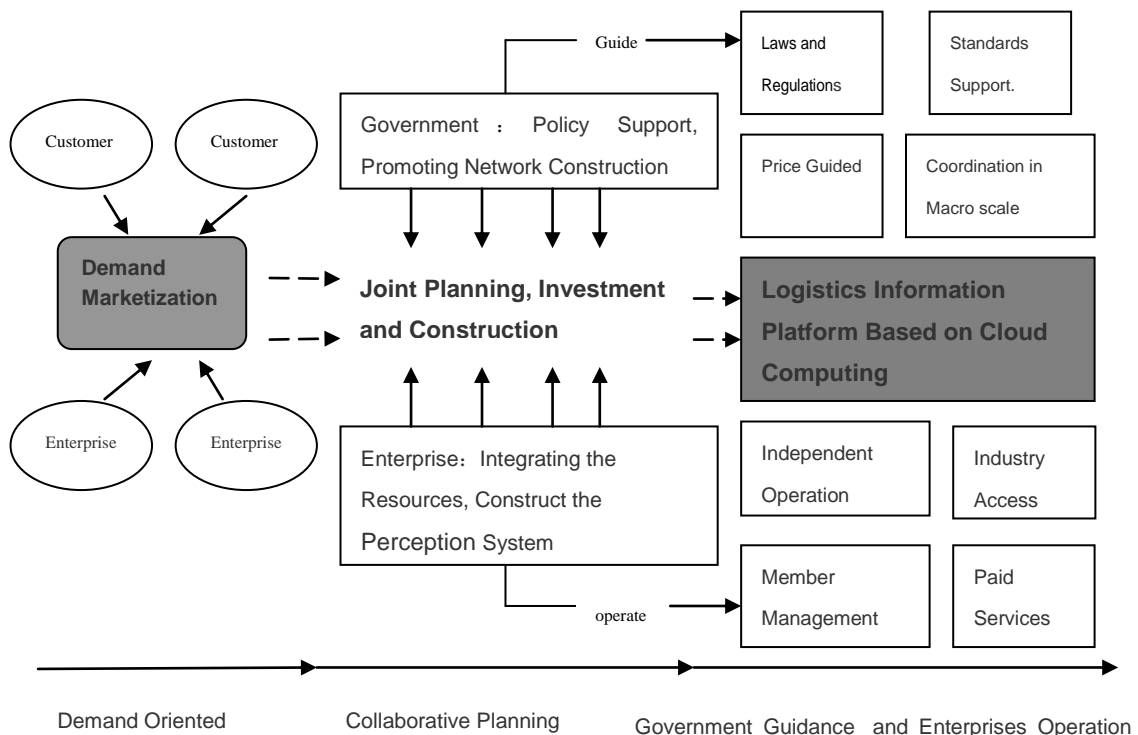 Guide
Laws and
Regulations
Standards
Support.
Customer
Customer
Government : Policy Support,
Promoting Network Construction
Price Guided
Coordination in
Macro scale
Demand
Marketization
Joint Planning, Investment
and Construction
Logistics Information
Platform Based on Cloud
Computing
Enterprise
Enterprise
Enterprise: Integrating the
Resources, Construct the
Perception System
Independent
Operation
Industry
Access
operate
Member
Management
Paid
Services
Demand Oriented
Collaborative Planning
Government Guidance and Enterprises Operation